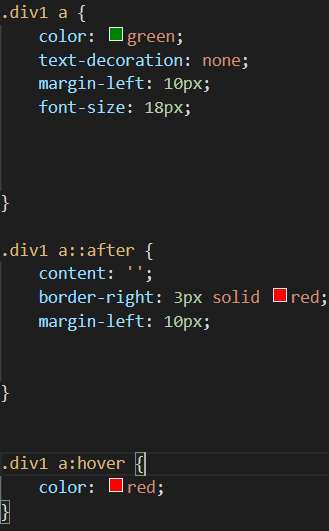 .div1 a {
color: green;
text-decoration: none;
margin-left: 10px;
font-size: 18px;
}
.div1 a::after {
content: '';
border-right: 3px solid red;
margin-left: 10px;
}
.div1 a:hover {
color: red;
}